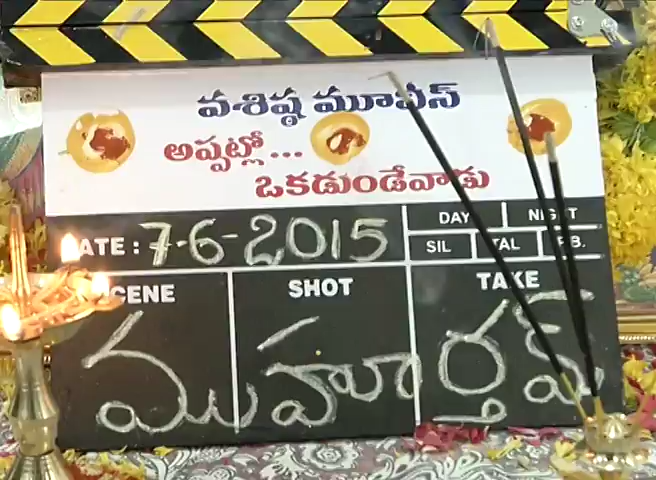 వశిష్ఠ మూవీస్
అప్పట్లో...
ఒకడుండేవాడు
DATE : 7-6-2015
DAY NIGHT
SIL TAL
SCENE SHOT TAKE
ముహూర్తం